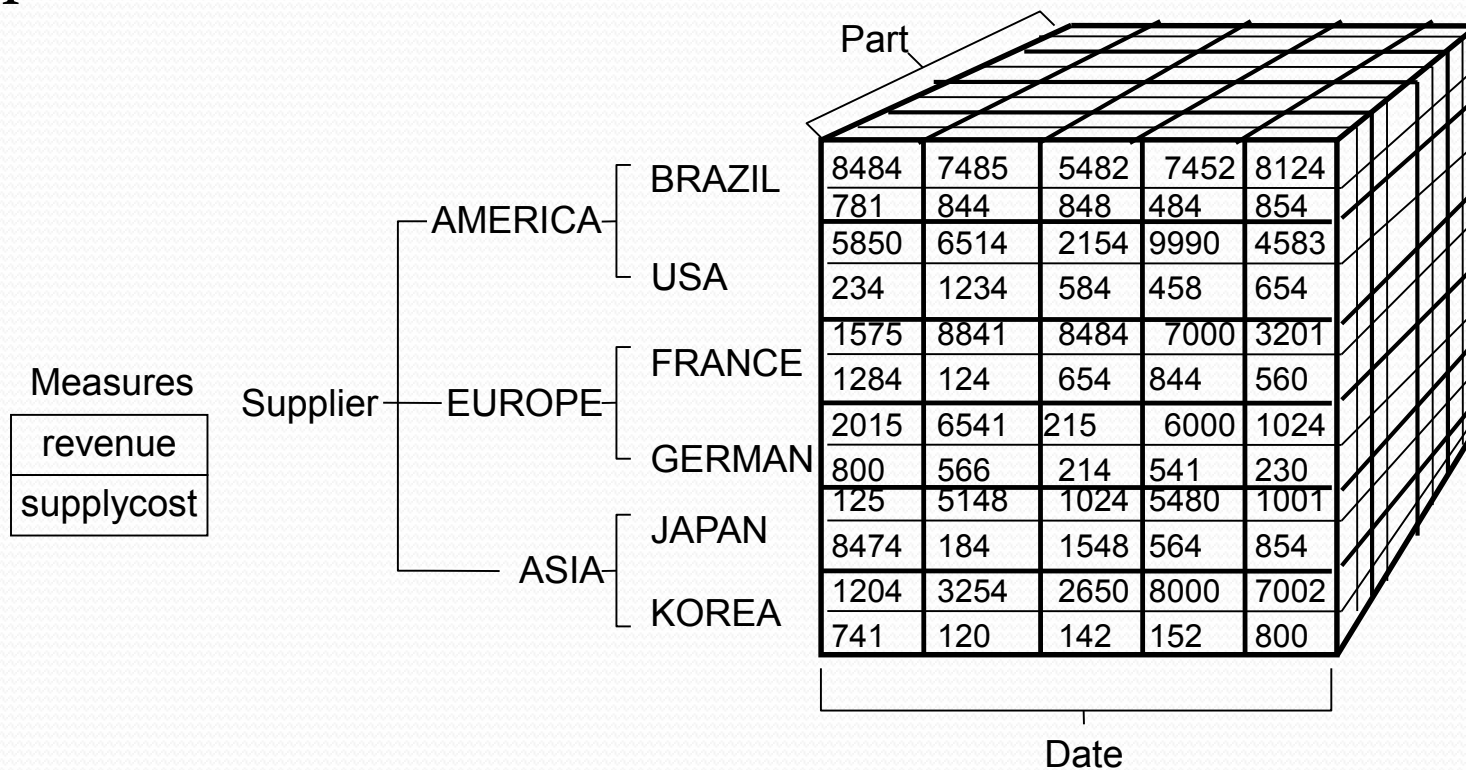 Part
BRAZIL
8484 7485 5482 7452 8124
781 844 848 484 854
AMERICA
5850 6514 2154 9990 4583
USA
234 1234 584 458 654
1575 8841 8484 7000 3201
FRANCE
1284 124 654 844 560
Measures
revenue
supplycost
Supplier
EUROPE
2015 6541 215 6000 1024
GERMAN
800 566 214 541 230
125 5148 1024 5480 1001
JAPAN
8474 184 1548 564 854
ASIA
1204 3254 2650 8000 7002
KOREA
741 120 142 152 800
Date